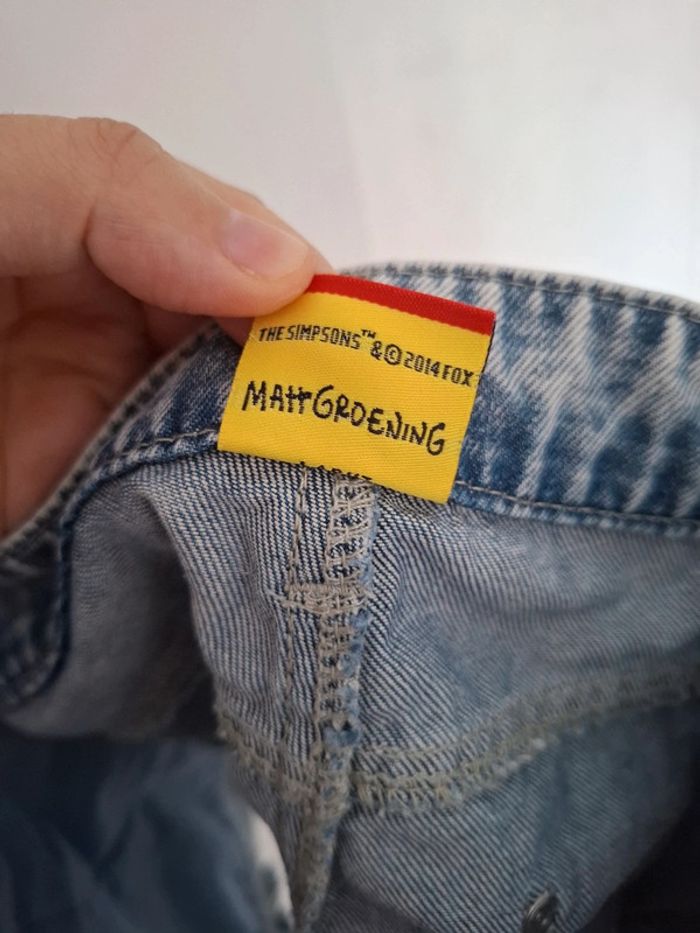 THE SIMPSONS™ &©2014 FOX
MATT GROENING